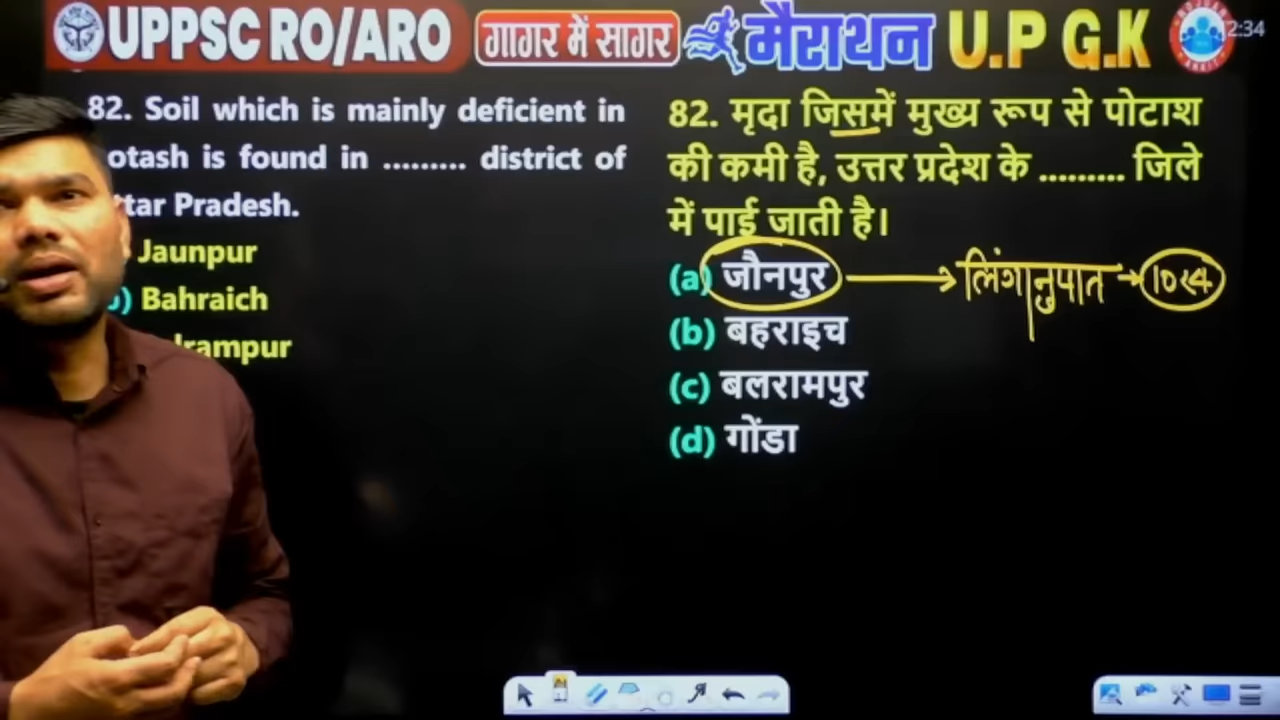 UPPSC RO/ARO गागर में सागर मैराथन U.P G.K
2:34
82. Soil which is mainly deficient in
otash is found in ......... district of
ttar Pradesh.
Jaunpur
) Bahraich
lrampur
82. मृदा जिसमें मुख्य रूप से पोटाश
की कमी है, उत्तर प्रदेश के ......... जिले
में पाई जाती है।
(a) जौनपुर → लिंगानुपात → 1024
(b) बहराइच
(c) बलरामपुर
(d) गोंडा